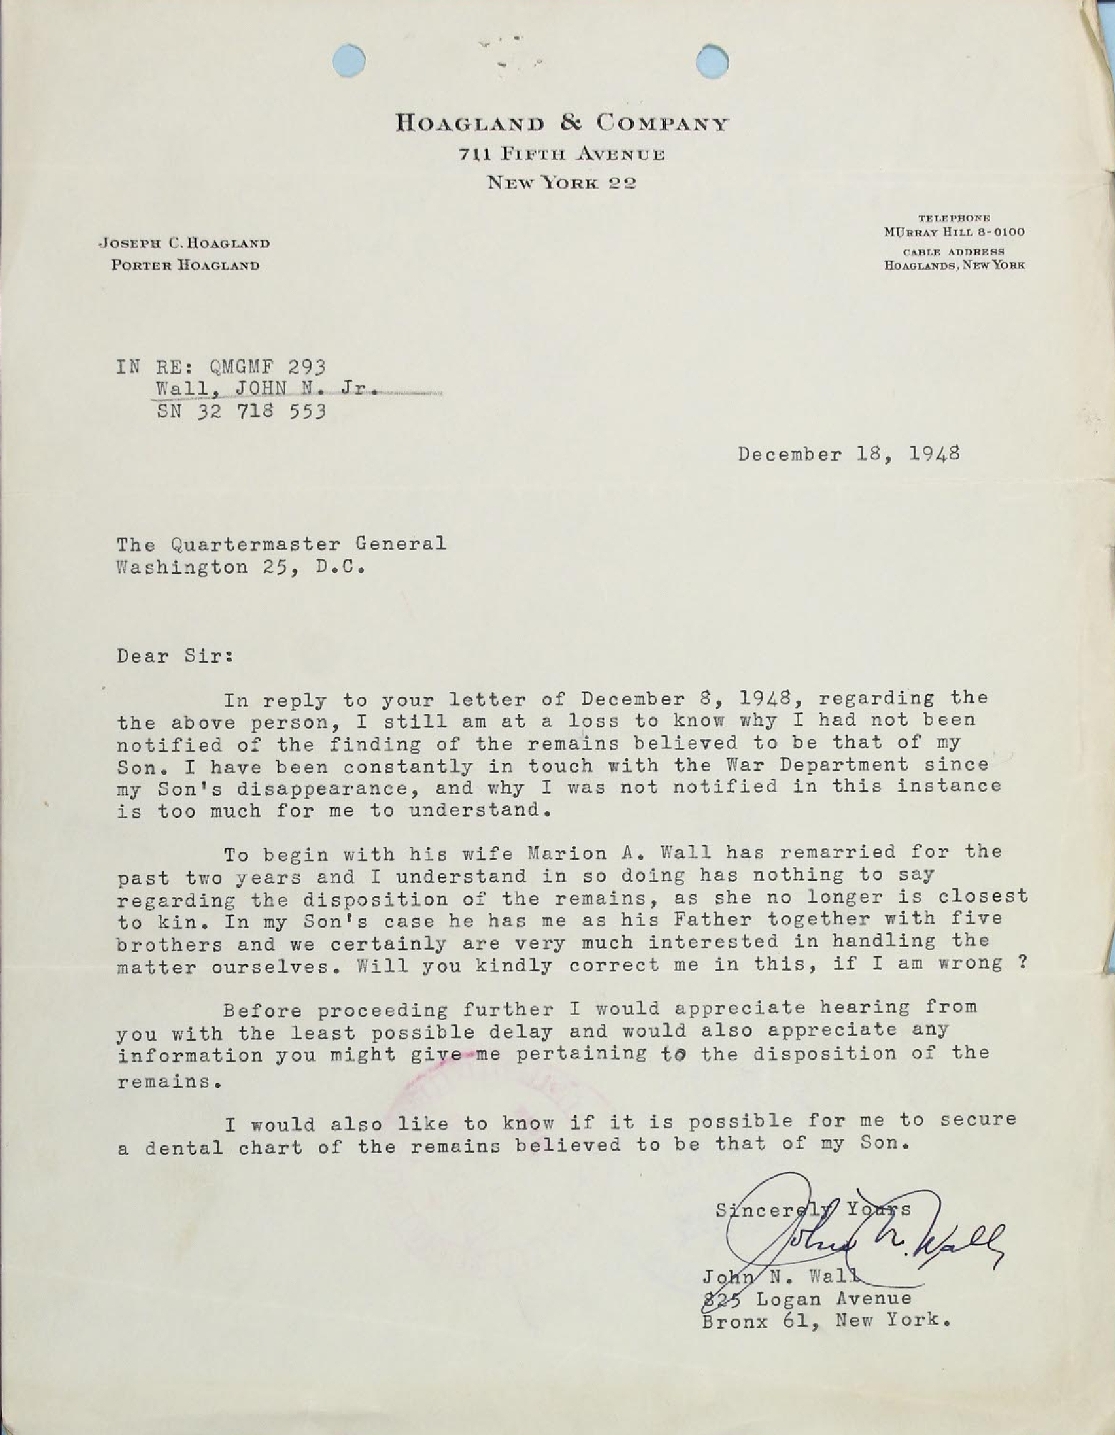 HOAGLAND & COMPANY
711 FIFTH AVENUE
NEW YORK 22
JOSEPH C. HOAGLAND
PORTER HOAGLAND
TELEPHONE
MURRAY HILL 8-0100
CABLE ADDRESS
HOAGLANDS, NEW YORK
IN RE: QMGMF 293
Wall, JOHN N. Jr.
SN 32 718 553
December 18, 1948
The Quartermaster General
Washington 25, D.C.
Dear Sir:
In reply to your letter of December 8, 1948, regarding the
the above person, I still am at a loss to know why I had not been
notified of the finding of the remains believed to be that of my
Son. I have been constantly in touch with the War Department since
my Son's disappearance, and why I was not notified in this instance
is too much for me to understand.
To begin with his wife Marion A. Wall has remarried for the
past two years and I understand in so doing has nothing to say
regarding the disposition of the remains, as she no longer is closest
to kin. In my Son's case he has me as his Father together with five
brothers and we certainly are very much interested in handling the
matter ourselves. Will you kindly correct me in this, if I am wrong ?
Before proceeding further I would appreciate hearing from
you with the least possible delay and would also appreciate any
information you might give me pertaining to the disposition of the
remains.
I would also like to know if it is possible for me to secure
a dental chart of the remains believed to be that of my Son.
Sincerely Yours
John N. Wall
John N. Wall
825 Logan Avenue
Bronx 61, New York.